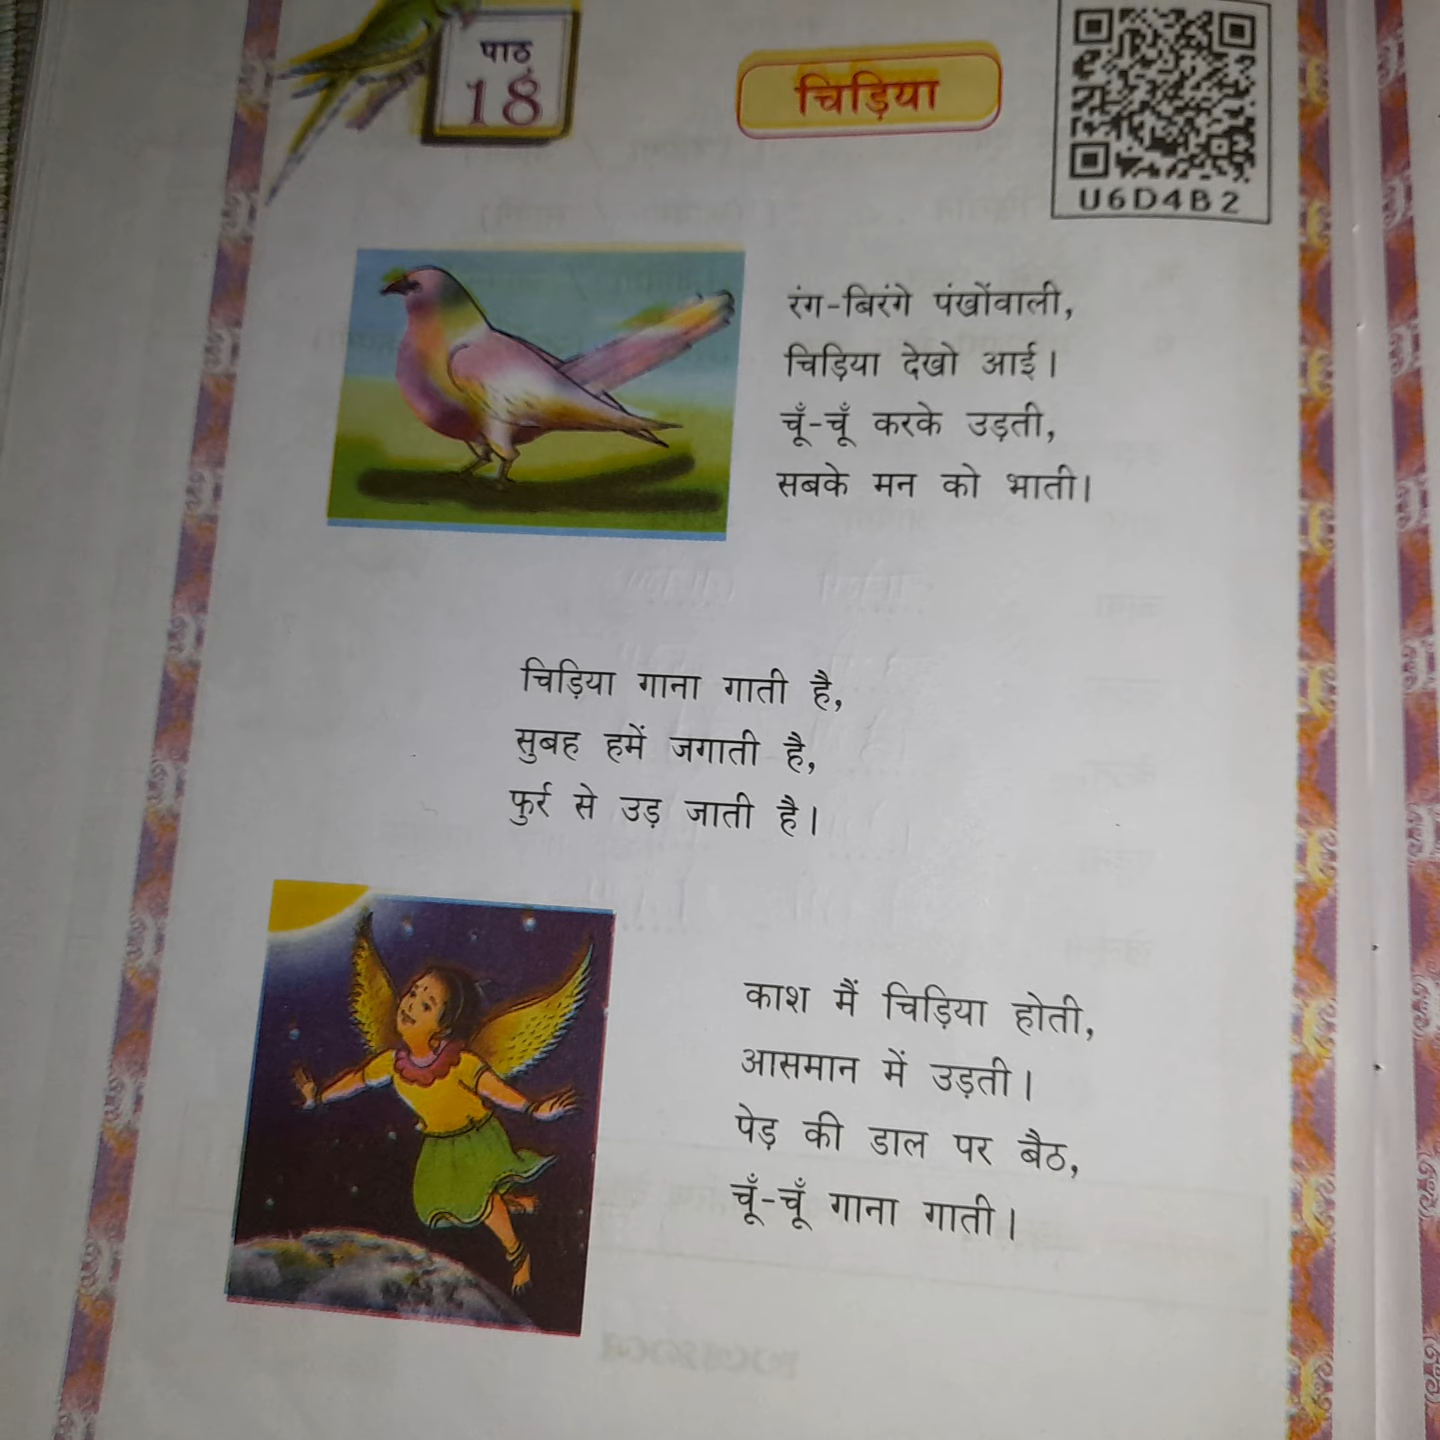 पाठ
18
चिड़िया
U6D4B2
रंग-बिरंगे पंखोंवाली,
चिड़िया देखो आई।
चूँ-चूँ करके उड़ती,
सबके मन को भाती।
चिड़िया गाना गाती है,
सुबह हमें जगाती है,
फुर्र से उड़ जाती है।
काश मैं चिड़िया होती,
आसमान में उड़ती।
पेड़ की डाल पर बैठ,
चूँ-चूँ गाना गाती।